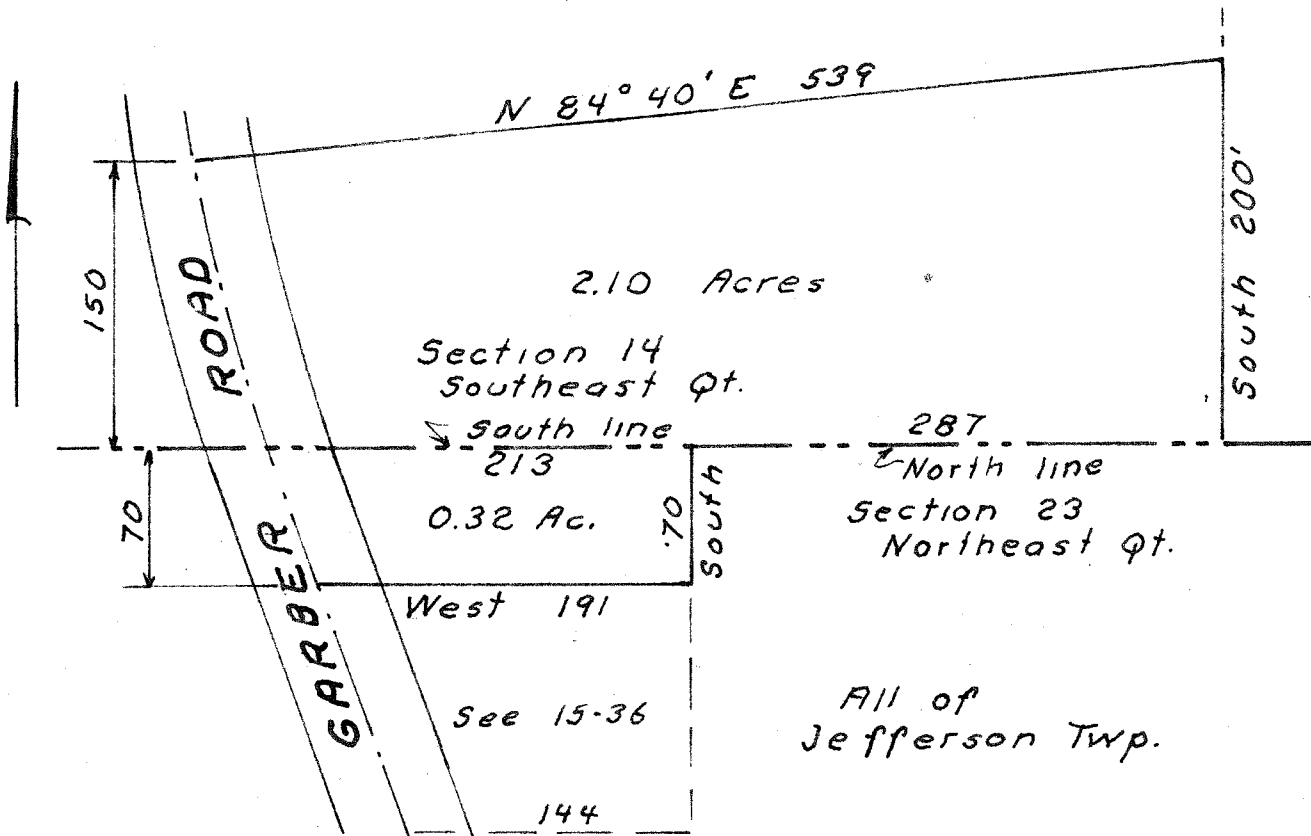 N 84° 40' E 539
150
ROAD
2.10 Acres
South 200'
Section 14
Southeast Qt.
South line
213
287
North line
70
0.32 Ac.
70
South
Section 23
Northeast Qt.
GARBER
West 191
See 15-36
All of
Jefferson Twp.
144